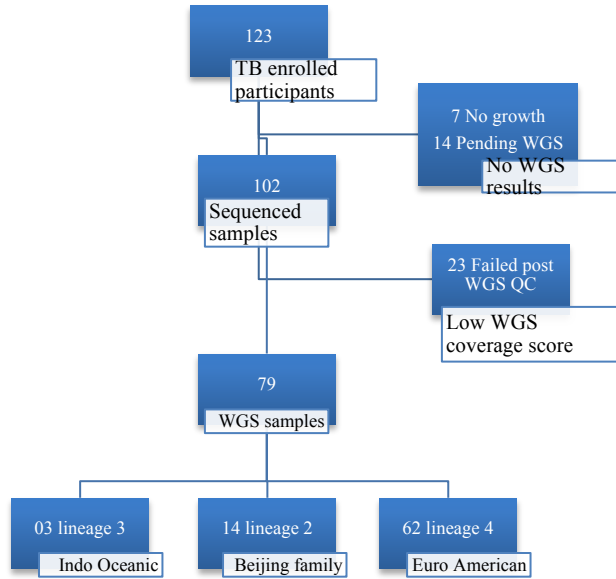 123
TB enrolled
participants
7 No growth
14 Pending WGS
No WGS
results
102
Sequenced
samples
23 Failed post
WGS QC
Low WGS
coverage score
79
WGS samples
03 lineage 3
Indo Oceanic
14 lineage 2
Beijing family
62 lineage 4
Euro American